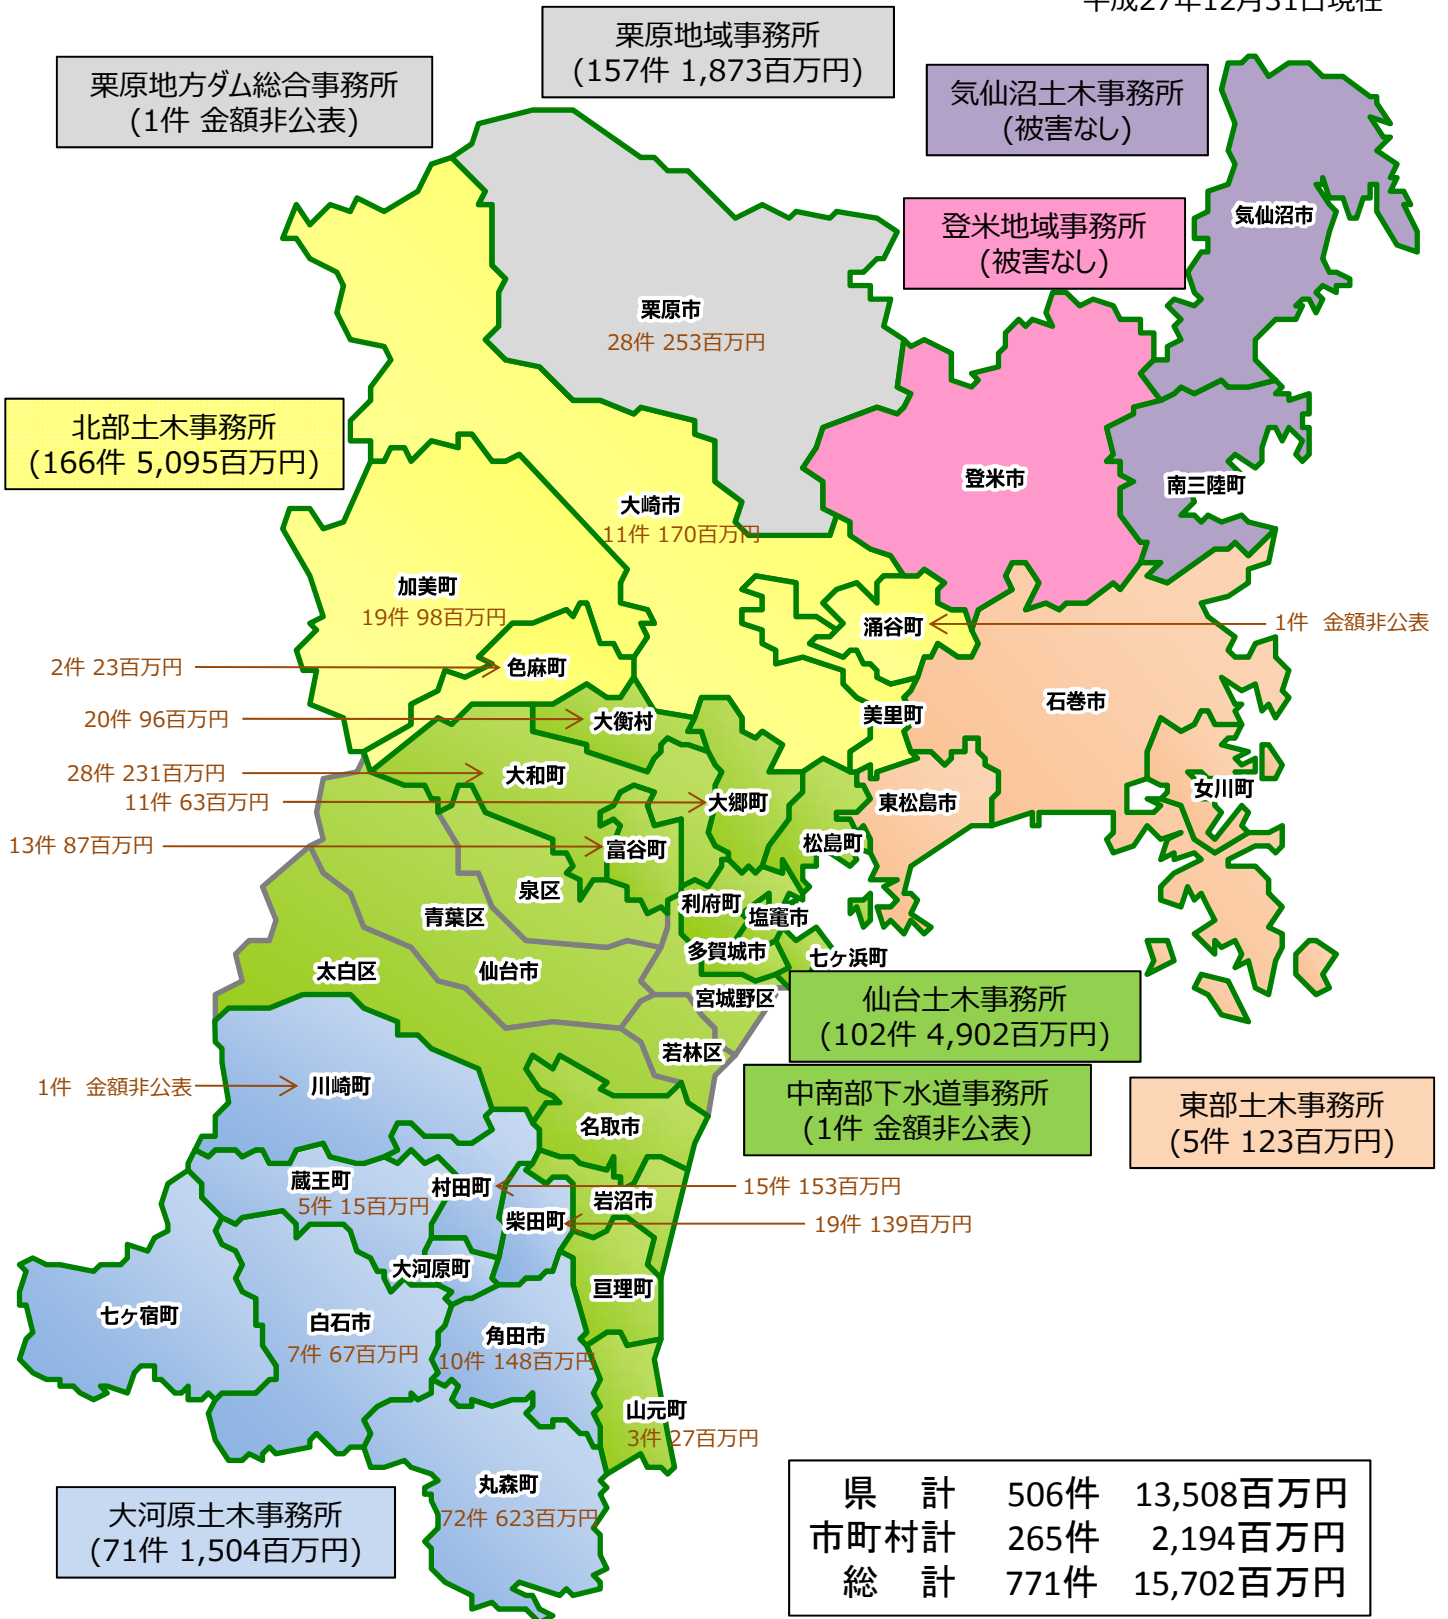 平成27年12月31日現在
栗原地域事務所
(157件 1,873百万円)
栗原地方ダム総合事務所
(1件 金額非公表)
気仙沼土木事務所
(被害なし)
登米地域事務所
(被害なし)
気仙沼市
栗原市
28件 253百万円
北部土木事務所
(166件 5,095百万円)
登米市
南三陸町
大崎市
11件 170百万円
加美町
19件 98百万円
涌谷町
1件 金額非公表
2件 23百万円
色麻町
石巻市
20件 96百万円
大衡村
美里町
28件 231百万円
大和町
11件 63百万円
大郷町
東松島市
女川町
13件 87百万円
富谷町
松島町
泉区
利府町
塩竈市
青葉区
多賀城市
七ヶ浜町
太白区
仙台市
宮城野区
仙台土木事務所
(102件 4,902百万円)
若林区
1件 金額非公表
川崎町
中南部下水道事務所
(1件 金額非公表)
東部土木事務所
(5件 123百万円)
名取市
蔵王町
5件 15百万円
村田町
15件 153百万円
岩沼市
柴田町
19件 139百万円
大河原町
亘理町
七ヶ宿町
白石市
7件 67百万円
角田市
10件 148百万円
山元町
3件 27百万円
丸森町
72件 623百万円
大河原土木事務所
(71件 1,504百万円)
県 計 506件 13,508百万円
市町村計 265件 2,194百万円
総 計 771件 15,702百万円